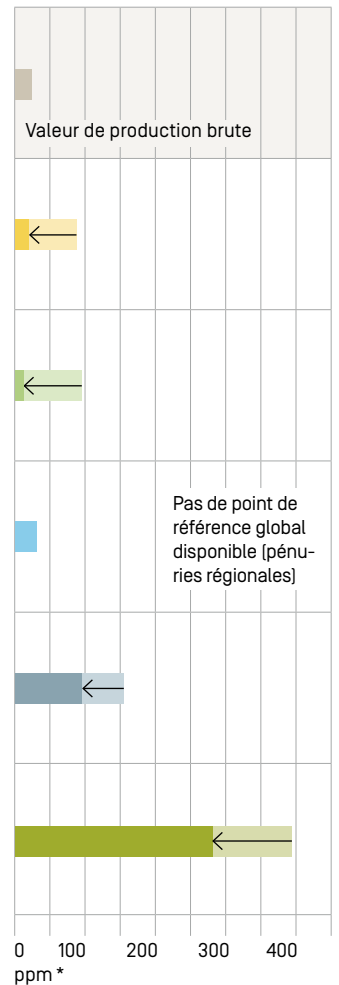 Valeur de production brute
Pas de point de
référence global
disponible (pénu-
ries régionales)
0 100 200 300 400
ppm *